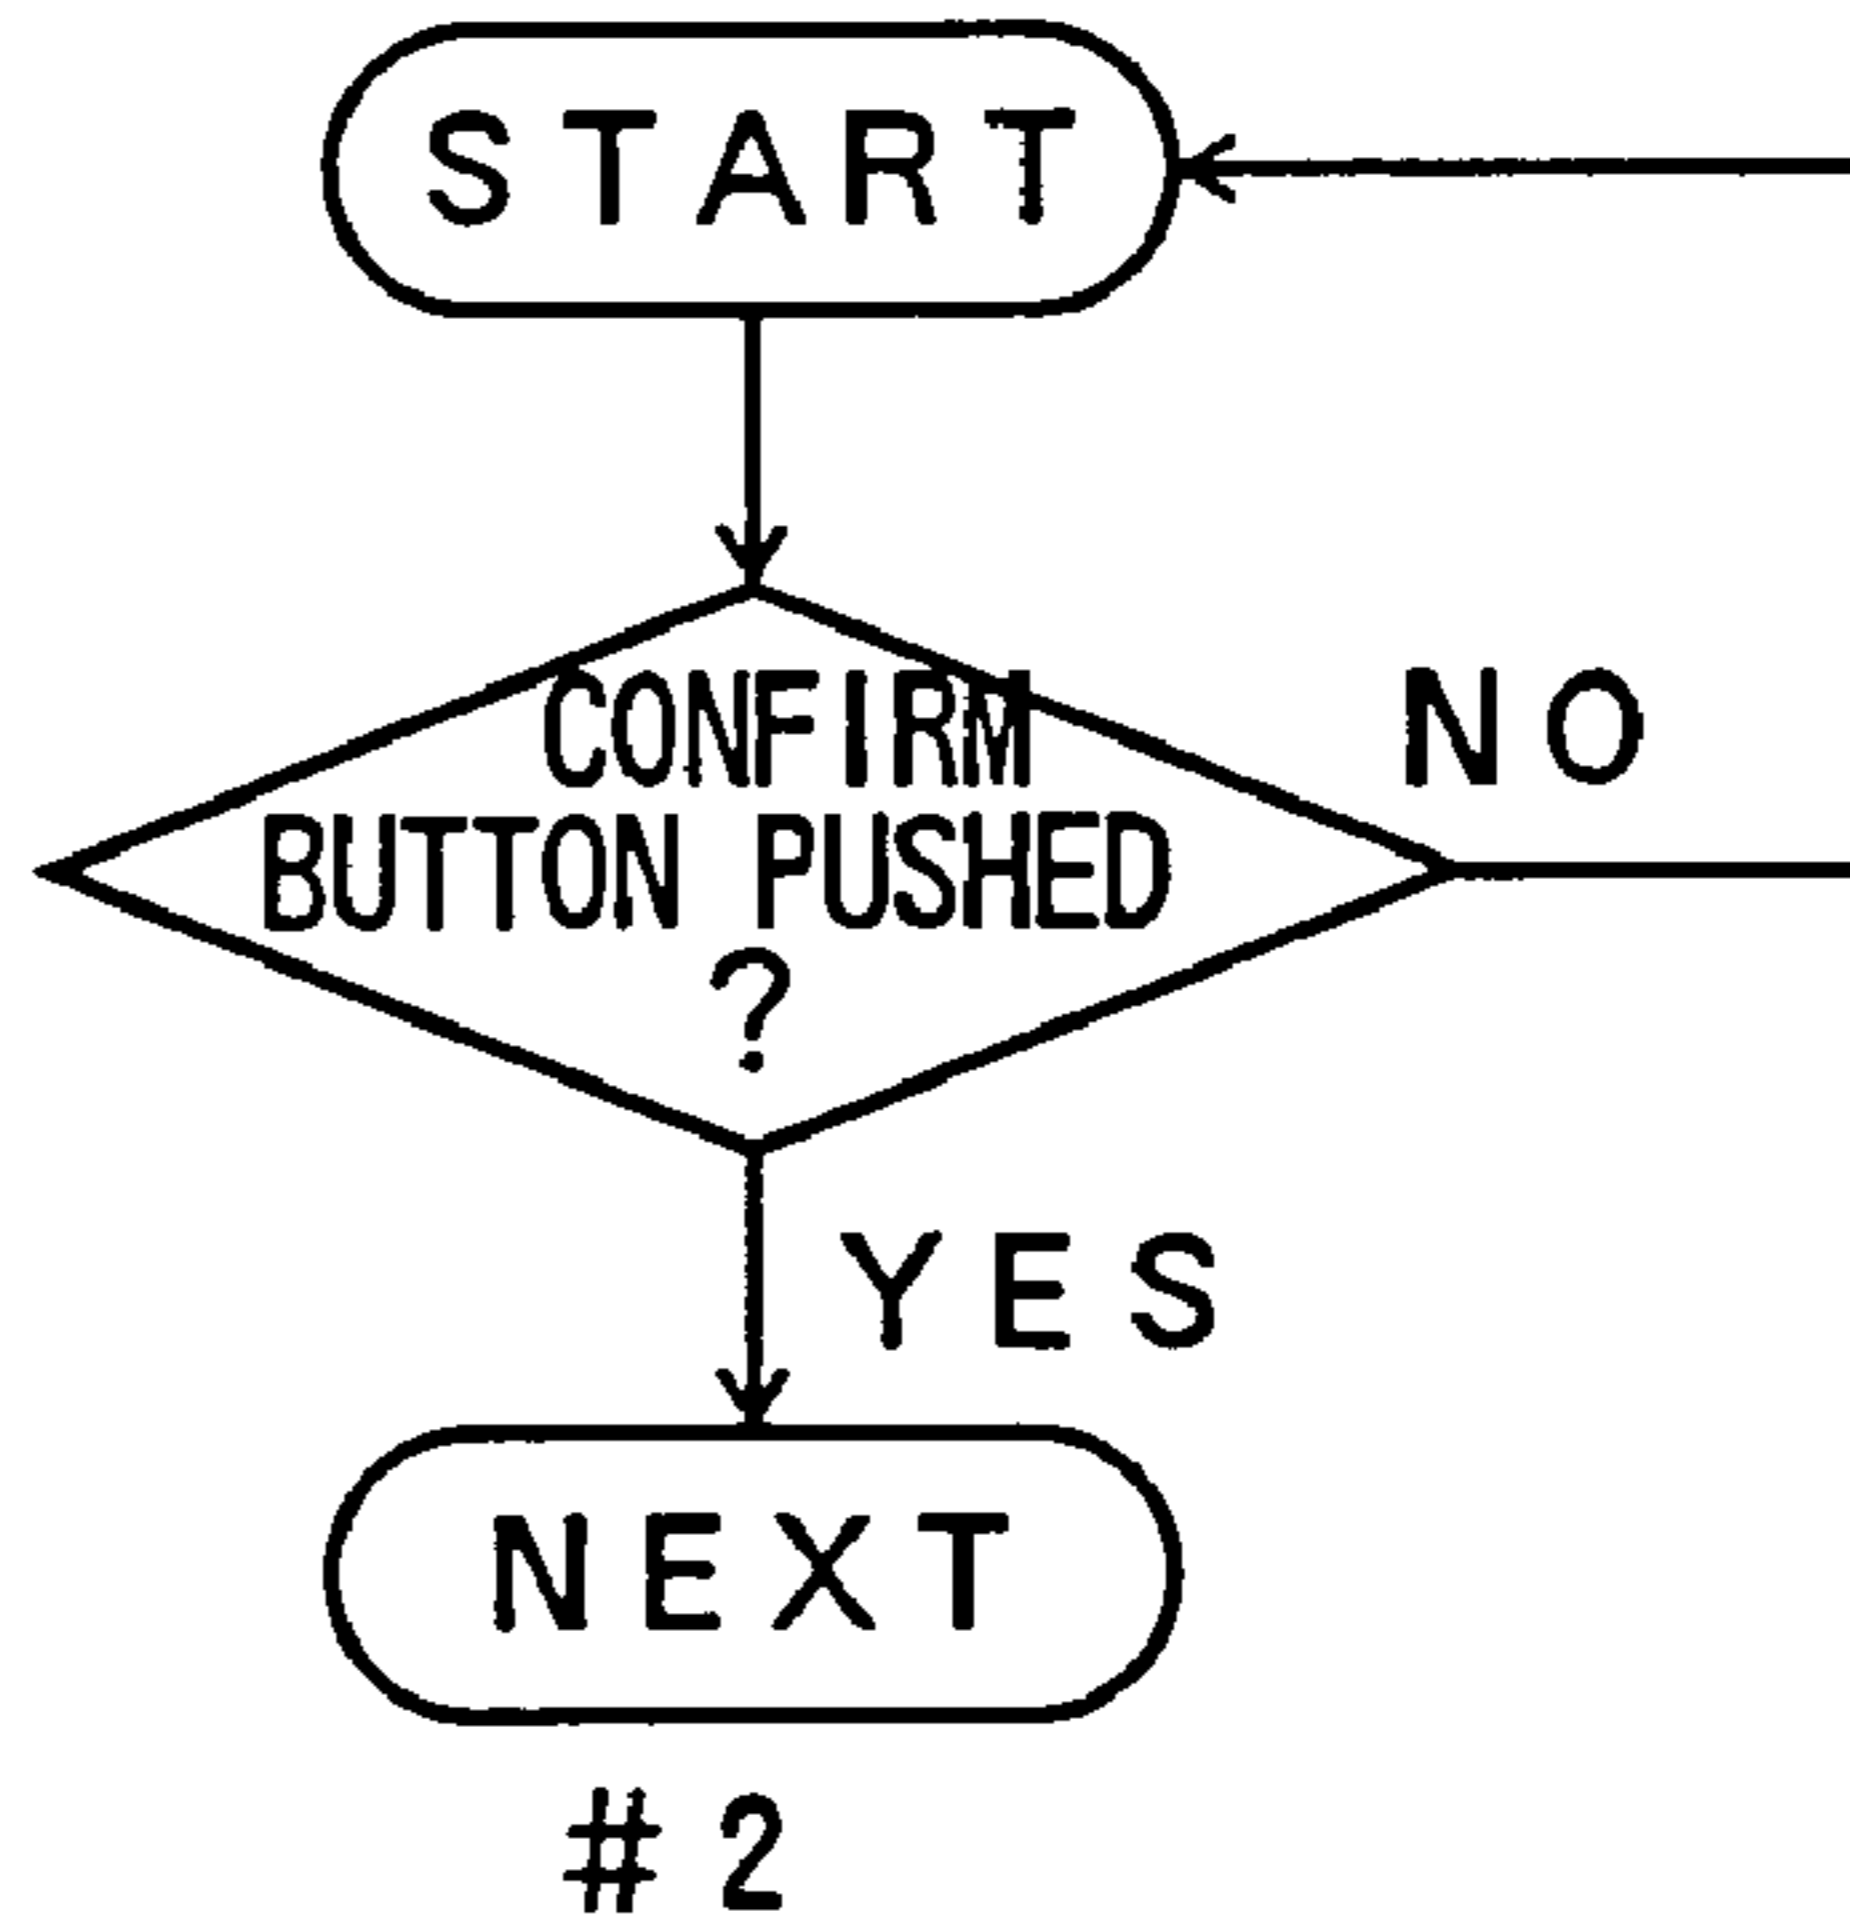 START
CONFIRM
BUTTON PUSHED
?
NO
YES
NEXT
#2